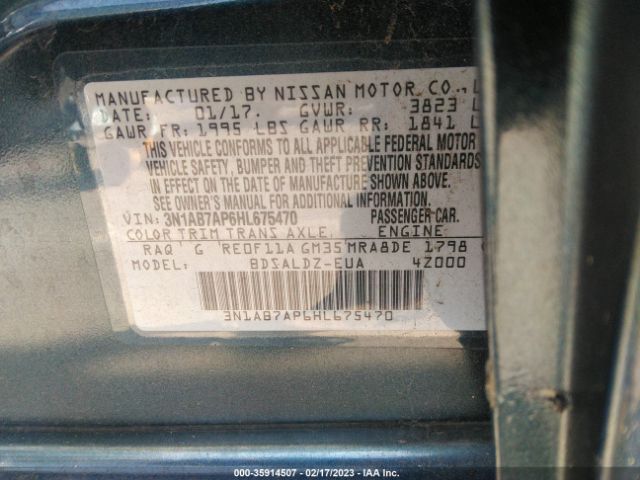 MANUFACTURED BY NISSAN MOTOR CO., L
DATE: 01/17. GVWR: 3823 L
GAWR FR: 1995 LBS GAWR RR: 1841 L
THIS VEHICLE CONFORMS TO ALL APPLICABLE FEDERAL MOTOR
VEHICLE SAFETY, BUMPER AND THEFT PREVENTION STANDARDS
IN EFFECT ON THE DATE OF MANUFACTURE SHOWN ABOVE.
SEE OWNER'S MANUAL FOR ADDITIONAL INFORMATION.
VIN: 3N1AB7AP6HL675470 PASSENGER CAR.
COLOR TRIM TRANS AXLE ENGINE
RAQ G RE0F11A GM35 MRA8DE 1798
MODEL: BDSALDZ-EUA 4Z000
3N1AB7AP6HL675470
000-35914507 - 02/17/2023 - IAA Inc.